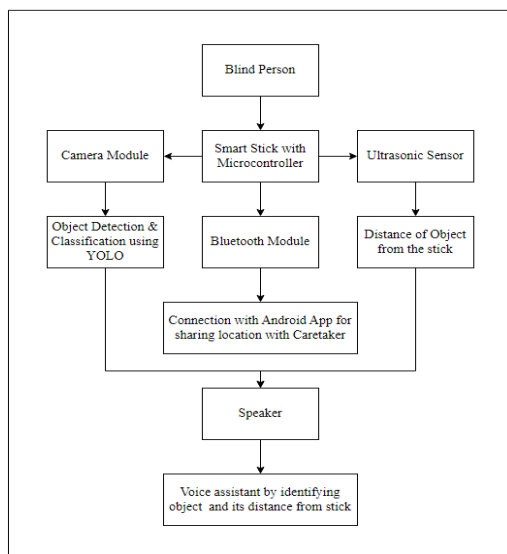 Blind Person
Camera Module
Smart Stick with
Microcontroller
Ultrasonic Sensor
Object Detection &
Classification using
YOLO
Bluetooth Module
Distance of Object
from the stick
Connection with Android App for
sharing location with Caretaker
Speaker
Voice assistant by identifying
object and its distance from stick